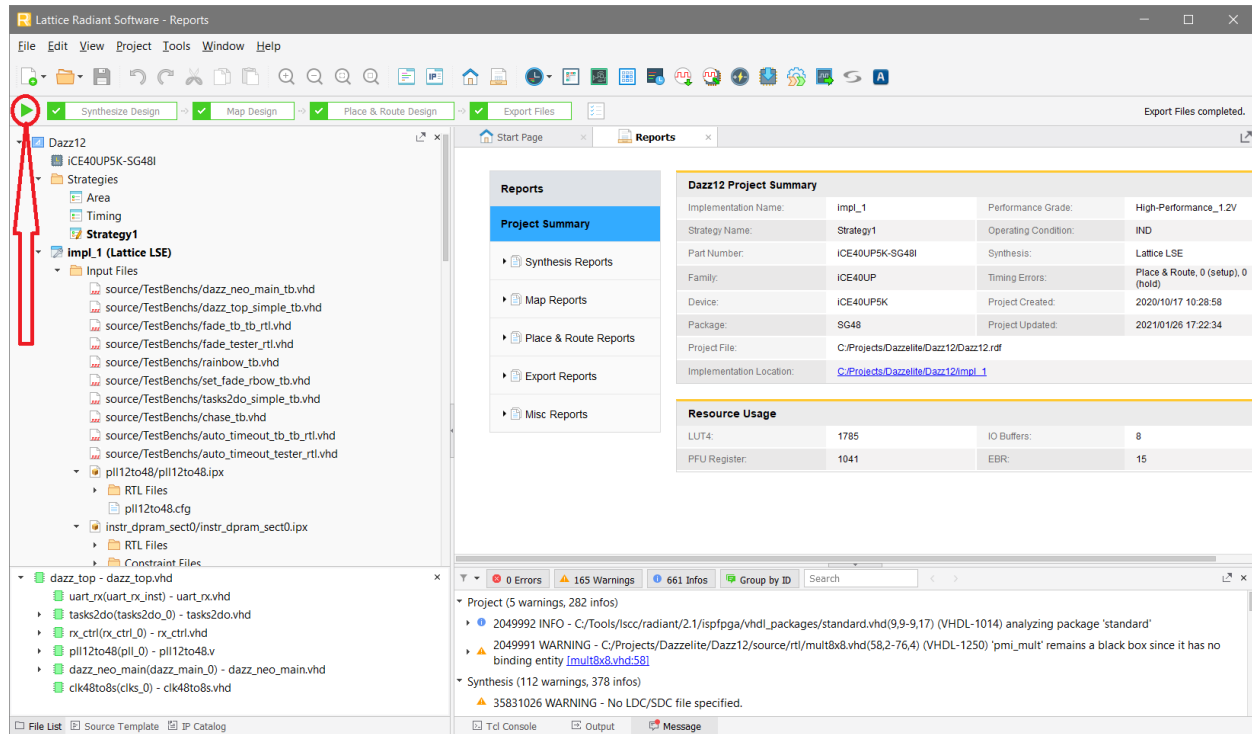 Lattice Radiant Software - Reports
File Edit View Project Tools Window Help
Synthesize Design Map Design Place & Route Design Export Files Export Files completed.
Dazz12
iCE40UP5K-SG48I
Strategies
Area
Timing
Strategy1
impl_1 (Lattice LSE)
Input Files
source/TestBenchs/dazz_neo_main_tb.vhd
source/TestBenchs/dazz_top_simple_tb.vhd
source/TestBenchs/fade_tb_tb_rtl.vhd
source/TestBenchs/fade_tester_rtl.vhd
source/TestBenchs/rainbow_tb.vhd
source/TestBenchs/set_fade_rbow_tb.vhd
source/TestBenchs/tasks2do_simple_tb.vhd
source/TestBenchs/chase_tb.vhd
source/TestBenchs/auto_timeout_tb_tb_rtl.vhd
source/TestBenchs/auto_timeout_tester_rtl.vhd
pll12to48/pll12to48.ipx
RTL Files
pll12to48.cfg
instr_dpram_sect0/instr_dpram_sect0.ipx
RTL Files
Constraint Files
dazz_top - dazz_top.vhd
uart_rx(uart_rx_inst) - uart_rx.vhd
tasks2do(tasks2do_0) - tasks2do.vhd
rx_ctrl(rx_ctrl_0) - rx_ctrl.vhd
pll12to48(pll_0) - pll12to48.v
dazz_neo_main(dazz_main_0) - dazz_neo_main.vhd
clk48to8s(clks_0) - clk48to8s.vhd
File List Source Template IP Catalog
Start Page Reports
Reports
Project Summary
Synthesis Reports
Map Reports
Place & Route Reports
Export Reports
Misc Reports
Dazz12 Project Summary
Implementation Name: impl_1 Performance Grade: High-Performance_1.2V
Strategy Name: Strategy1 Operating Condition: IND
Part Number: iCE40UP5K-SG48I Synthesis: Lattice LSE
Family: iCE40UP Timing Errors: Place & Route, 0 (setup), 0
(hold)
Device: iCE40UP5K Project Created: 2020/10/17 10:28:58
Package: SG48 Project Updated: 2021/01/26 17:22:34
Project File: C:/Projects/Dazzelite/Dazz12/Dazz12.rdf
Implementation Location: C:/Projects/Dazzelite/Dazz12/impl_1
Resource Usage
LUT4: 1785 IO Buffers: 8
PFU Register: 1041 EBR: 15
0 Errors 165 Warnings 661 Infos Group by ID Search
Project (5 warnings, 282 infos)
2049992 INFO - C:/Tools/lscc/radiant/2.1/ispfpga/vhdl_packages/standard.vhd(9,9-9,17) (VHDL-1014) analyzing package 'standard'
2049991 WARNING - C:/Projects/Dazzelite/Dazz12/source/rtl/mult8x8.vhd(58,2-76,4) (VHDL-1250) 'pmi_mult' remains a black box since it has no
binding entity [mult8x8.vhd:58]
Synthesis (112 warnings, 378 infos)
35831026 WARNING - No LDC/SDC file specified.
Tcl Console Output Message